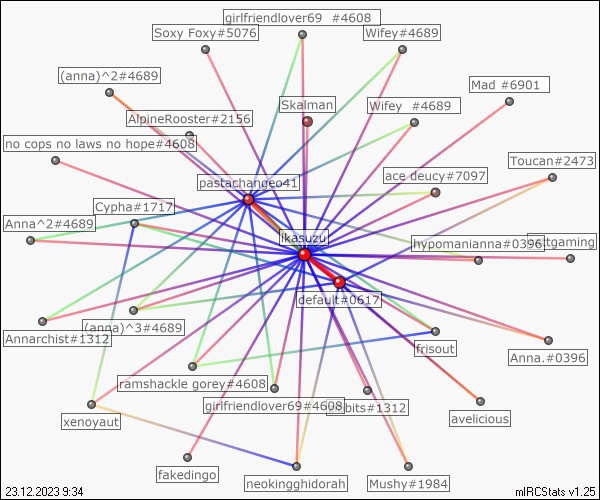 girlfriendlover69 #4608
Soxy Foxy#5076
Wifey#4689
(anna)^2#4689
Mad #6901
Skalman
Wifey #4689
AlpineRooster#2156
no cops no laws no hope#4608
Toucan#2473
ace deucy#7097
pastachangeo41
Cypha#1717
Anna^2#4689
ikasuzu
hypomanianna#0396
gaming
default#0617
(anna)^3#4689
Annarchist#1312
frisout
Anna.#0396
ramshackle gorey#4608
girlfriendlover69#4608
bits#1312
avelicious
xenoyaut
fakedingo
neokingghidorah
Mushy#1984
23.12.2023 9:34
mIRCStats v1.25